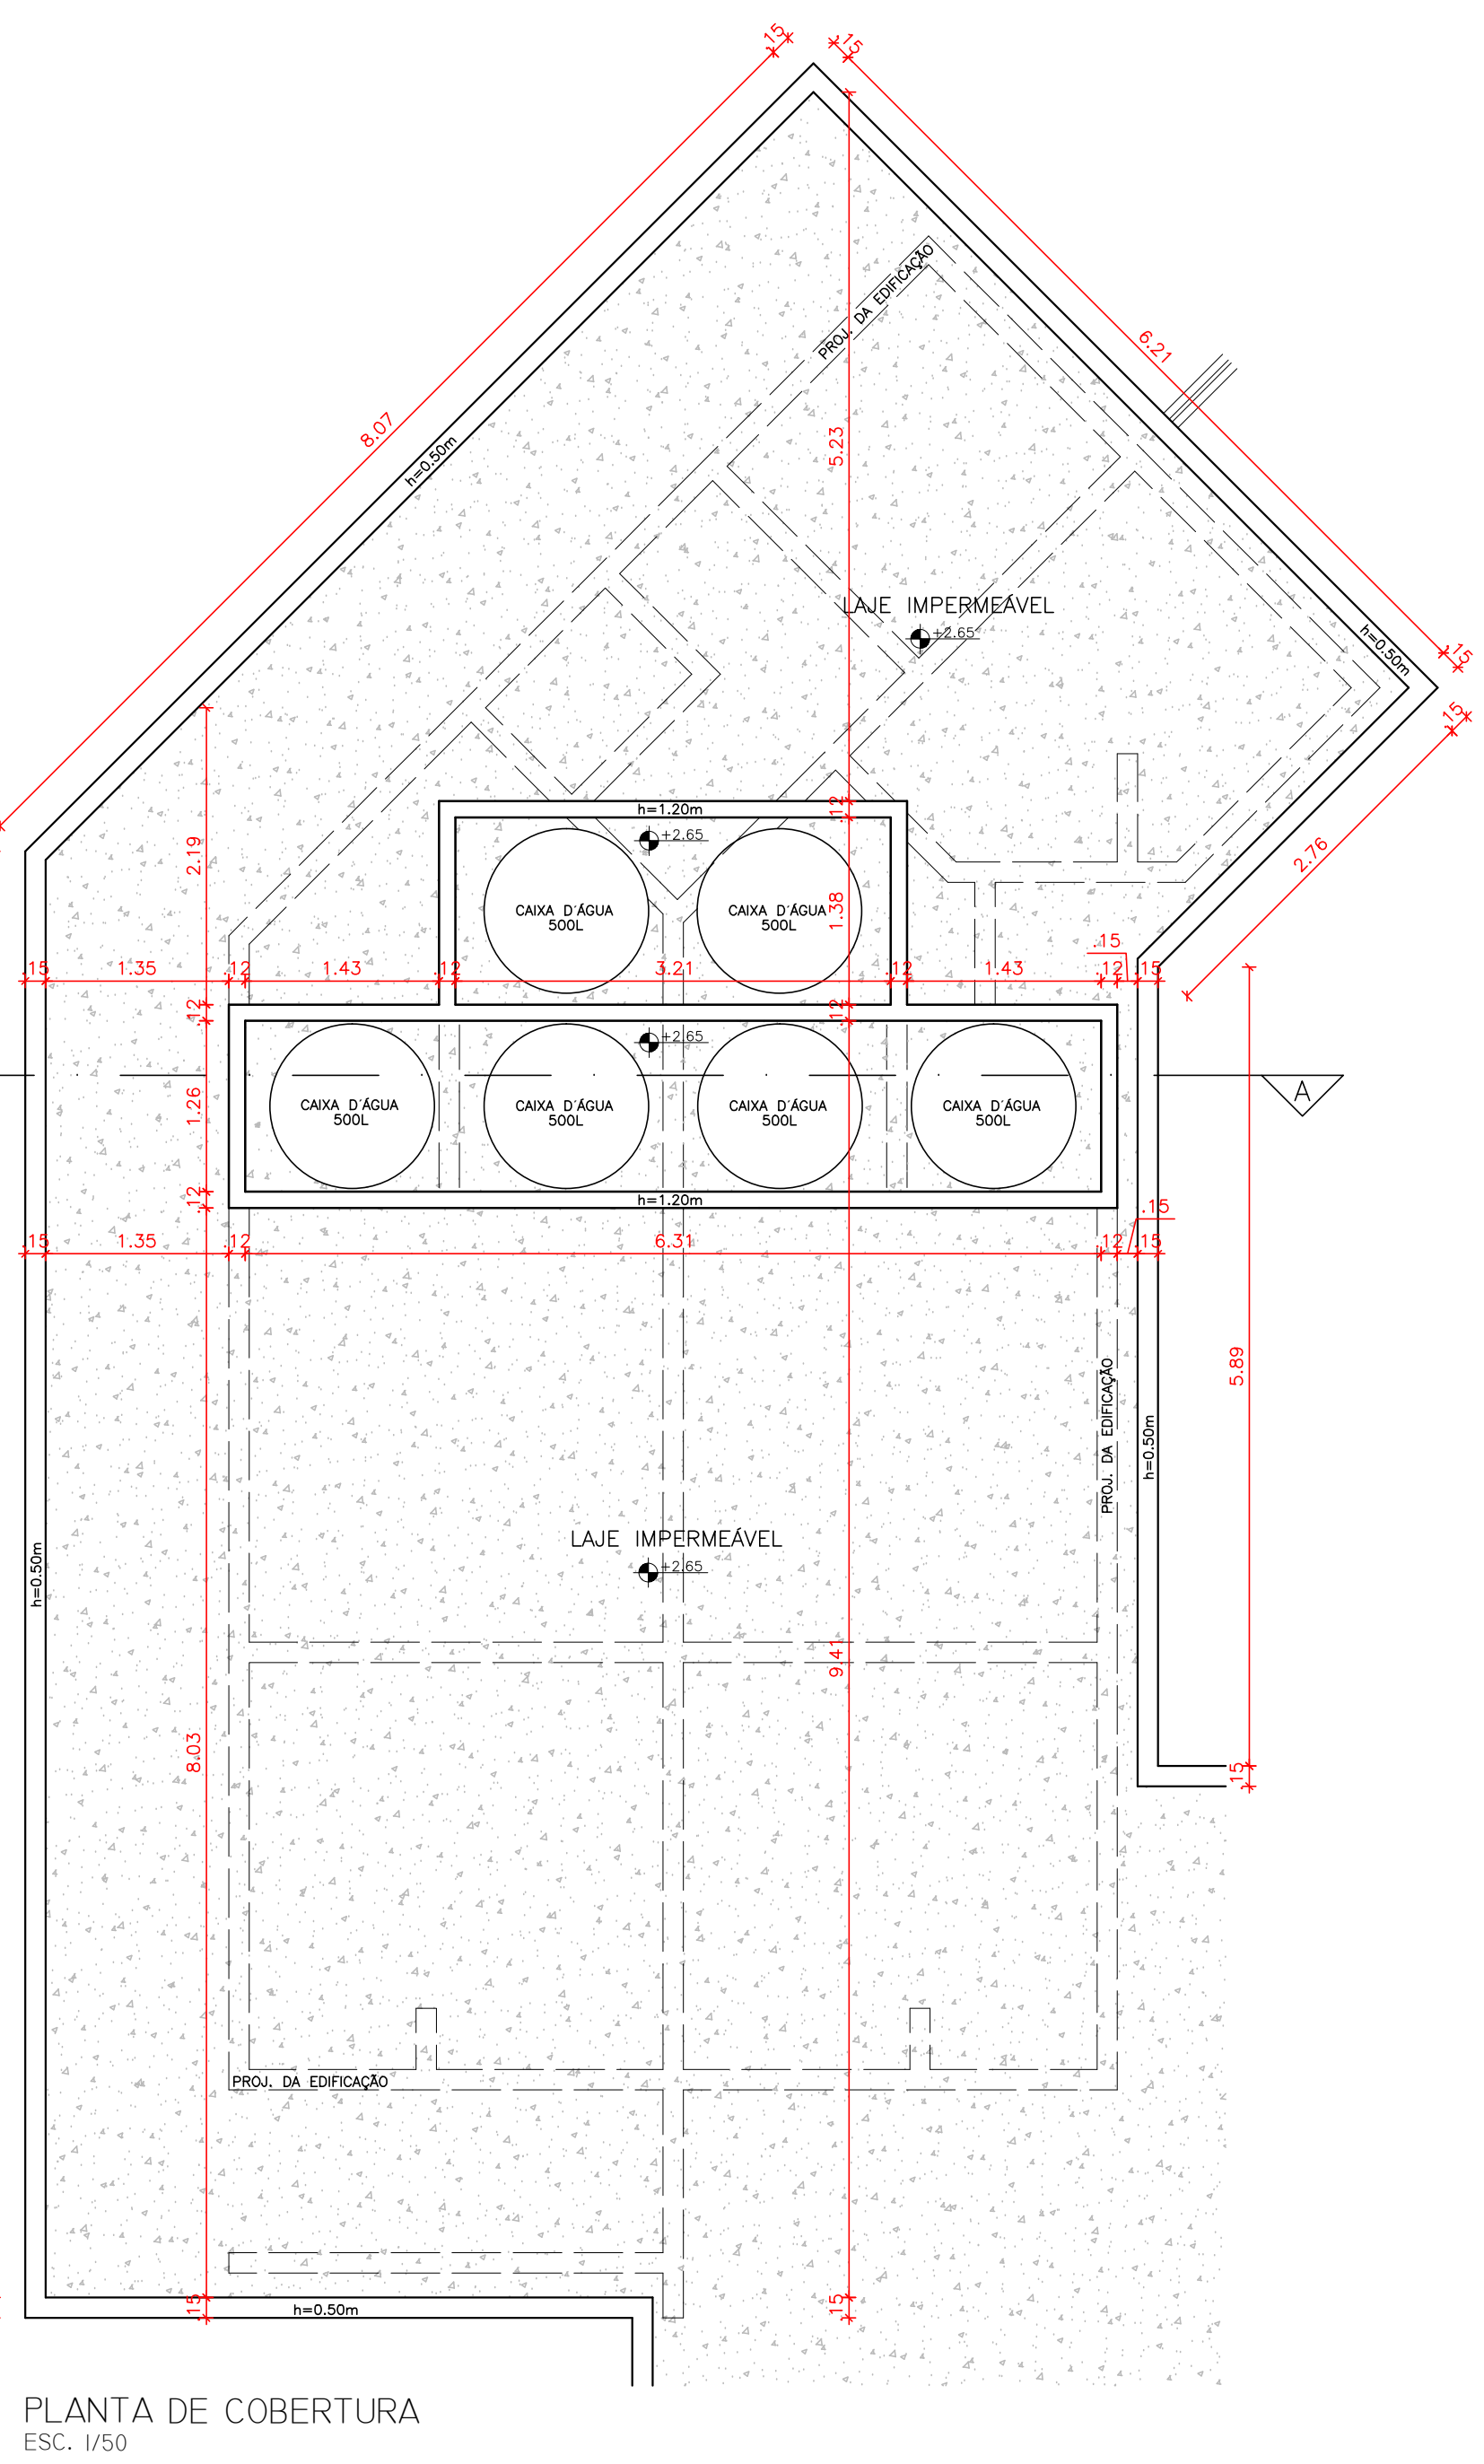 .15
.15
8.07
6.21
h=0.50m
PROJ. DA EDIFICAÇÃO
5.23
LAJE IMPERMEÁVEL
+2.65
h=0.50m
.15
.15
2.19
.12
h=1.20m
+2.65
2.76
CAIXA D´ÁGUA
500L
CAIXA D´ÁGUA
500L
1.38
.15
.15
1.35
.12
1.43
.12
3.21
.12
1.43
.12
.15
.12
.12
+2.65
1.26
CAIXA D´ÁGUA
500L
CAIXA D´ÁGUA
500L
CAIXA D´ÁGUA
500L
CAIXA D´ÁGUA
500L
A
.12
h=1.20m
.15
.15
1.35
.12
6.31
.12
.15
5.89
PROJ. DA EDIFICAÇÃO
h=0.50m
LAJE IMPERMEÁVEL
+2.65
h=0.50m
9.41
8.03
.15
PROJ. DA EDIFICAÇÃO
.15
h=0.50m
.15
PLANTA DE COBERTURA
ESC. 1/50